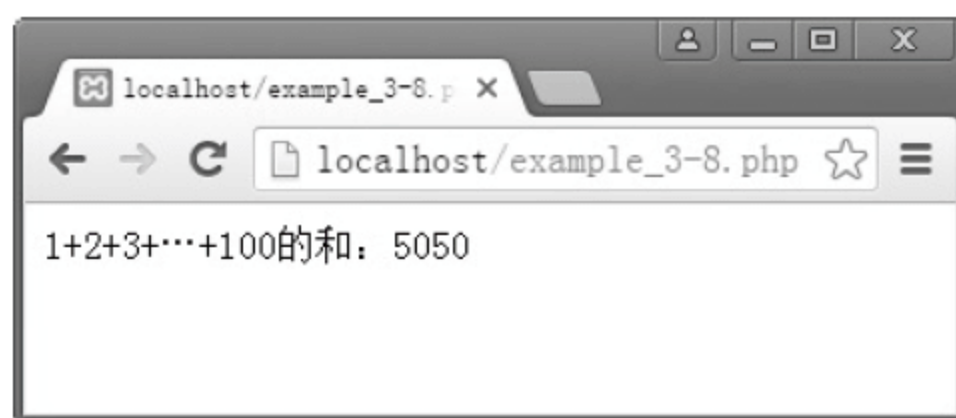 localhost/example_3-8.p
localhost/example_3-8.php
1+2+3+…+100的和：5050